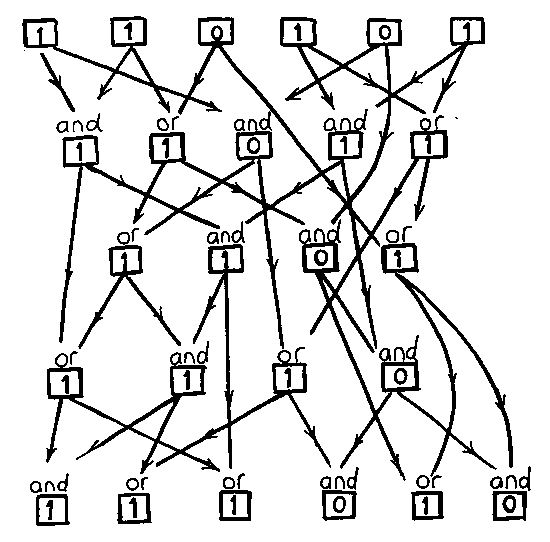 1 1 0 1 0 1
and or and and or
1 1 0 1 1
or and and or
1 1 0 1
or and or and
1 1 1 0
and or or and or and
1 1 1 0 1 0